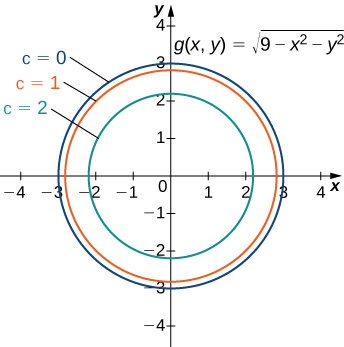 y
4
g(x, y) = √9 − x² − y²
c = 0
3
c = 1
2
c = 2
1
−4 −3 −2 −1 0 1 2 3 4 x
−1
−2
−3
−4